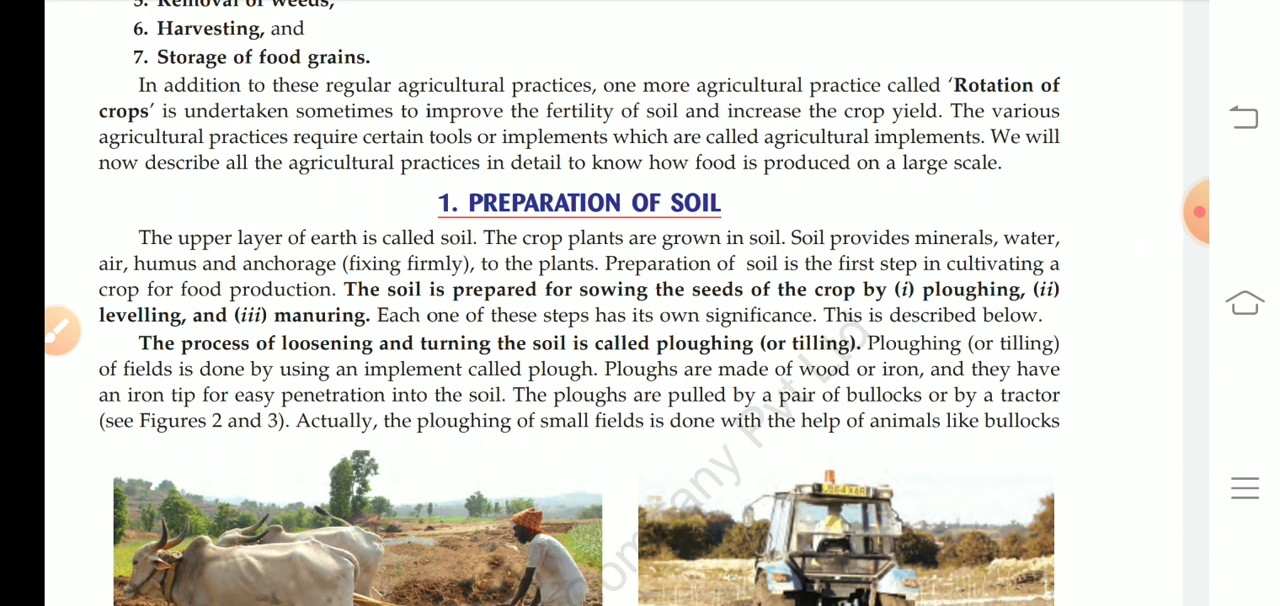 5. Removal of weeds,
6. Harvesting, and
7. Storage of food grains.
In addition to these regular agricultural practices, one more agricultural practice called ‘Rotation of
crops’ is undertaken sometimes to improve the fertility of soil and increase the crop yield. The various
agricultural practices require certain tools or implements which are called agricultural implements. We will
now describe all the agricultural practices in detail to know how food is produced on a large scale.
1. PREPARATION OF SOIL
The upper layer of earth is called soil. The crop plants are grown in soil. Soil provides minerals, water,
air, humus and anchorage (fixing firmly), to the plants. Preparation of soil is the first step in cultivating a
crop for food production. The soil is prepared for sowing the seeds of the crop by (i) ploughing, (ii)
levelling, and (iii) manuring. Each one of these steps has its own significance. This is described below.
The process of loosening and turning the soil is called ploughing (or tilling). Ploughing (or tilling)
of fields is done by using an implement called plough. Ploughs are made of wood or iron, and they have
an iron tip for easy penetration into the soil. The ploughs are pulled by a pair of bullocks or by a tractor
(see Figures 2 and 3). Actually, the ploughing of small fields is done with the help of animals like bullocks
ompany Pvt Ltd